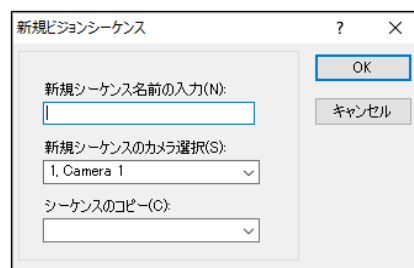 新規ビジョンシーケンス
?
OK
新規シーケンス名前の入力(N):
キャンセル
新規シーケンスのカメラ選択(S):
1, Camera 1
シーケンスのコピー(C):